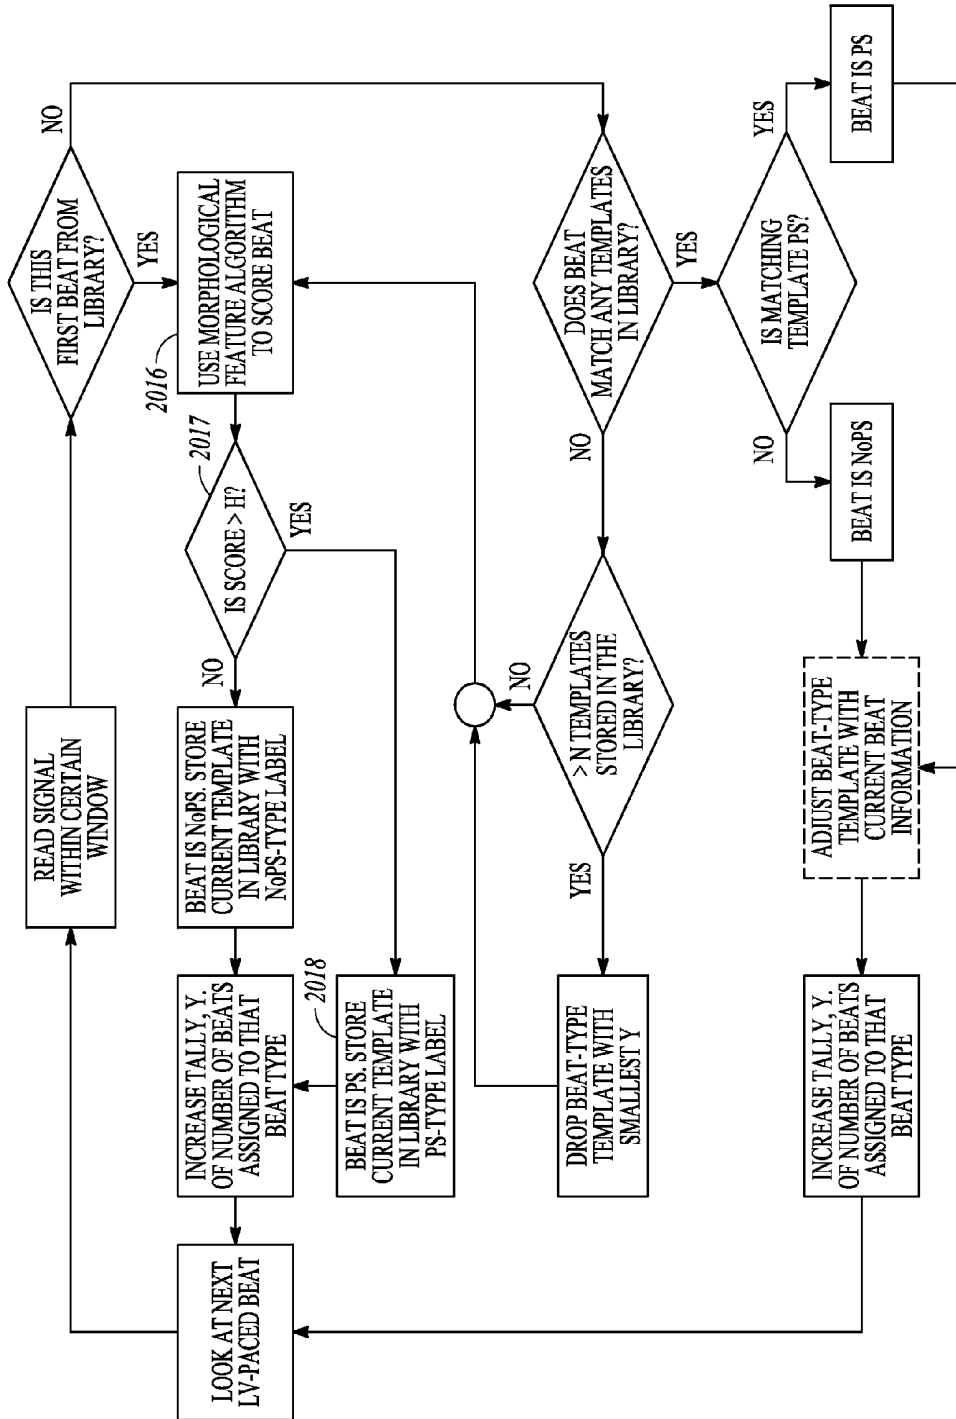 LOOK AT NEXT
LV-PACED BEAT
READ SIGNAL
WITHIN CERTAIN
WINDOW
IS THIS
FIRST BEAT FROM
LIBRARY?
NO
YES
USE MORPHOLOGICAL
FEATURE ALGORITHM
TO SCORE BEAT
2016
IS SCORE > H?
2017
NO
YES
BEAT IS NoPS. STORE
CURRENT TEMPLATE
IN LIBRARY WITH
NoPS-TYPE LABEL
INCREASE TALLY, Y.
OF NUMBER OF BEATS
ASSIGNED TO THAT
BEAT TYPE
BEAT IS PS. STORE
CURRENT TEMPLATE
IN LIBRARY WITH
PS-TYPE LABEL
2018
DOES BEAT
MATCH ANY TEMPLATES
IN LIBRARY?
NO
YES
> N TEMPLATES
STORED IN THE
LIBRARY?
NO
YES
DROP BEAT-TYPE
TEMPLATE WITH
SMALLEST Y
IS MATCHING
TEMPLATE PS?
YES
NO
BEAT IS PS
BEAT IS NoPS
ADJUST BEAT-TYPE
TEMPLATE WITH
CURRENT BEAT
INFORMATION
INCREASE TALLY, Y.
OF NUMBER OF BEATS
ASSIGNED TO THAT
BEAT TYPE